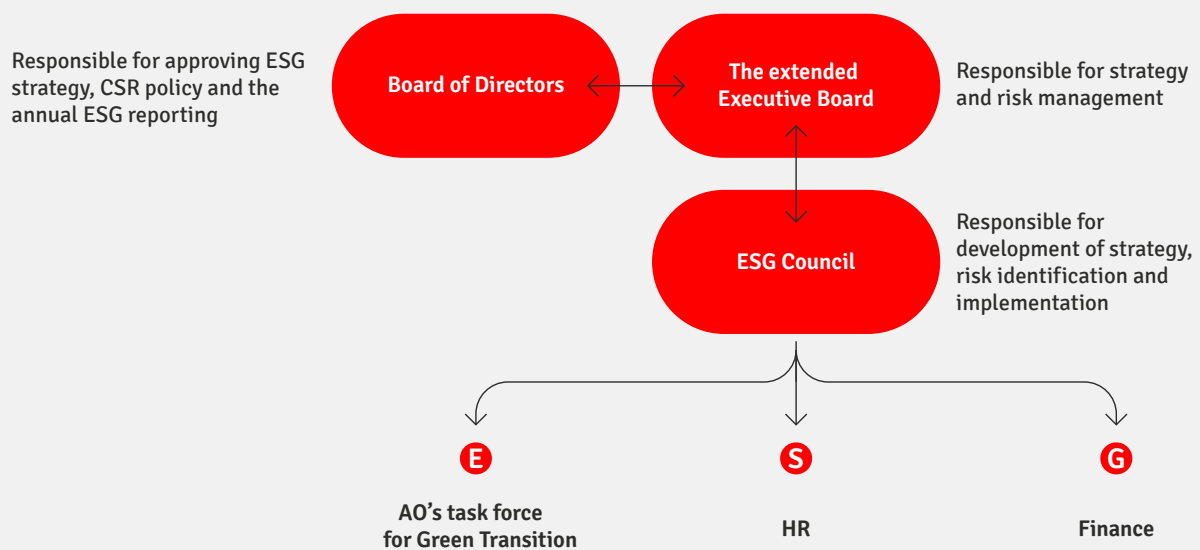 Responsible for approving ESG
strategy, CSR policy and the
annual ESG reporting
Board of Directors
The extended
Executive Board
Responsible for strategy
and risk management
ESG Council
Responsible for
development of strategy,
risk identification and
implementation
E
S
G
AO’s task force
for Green Transition
HR
Finance